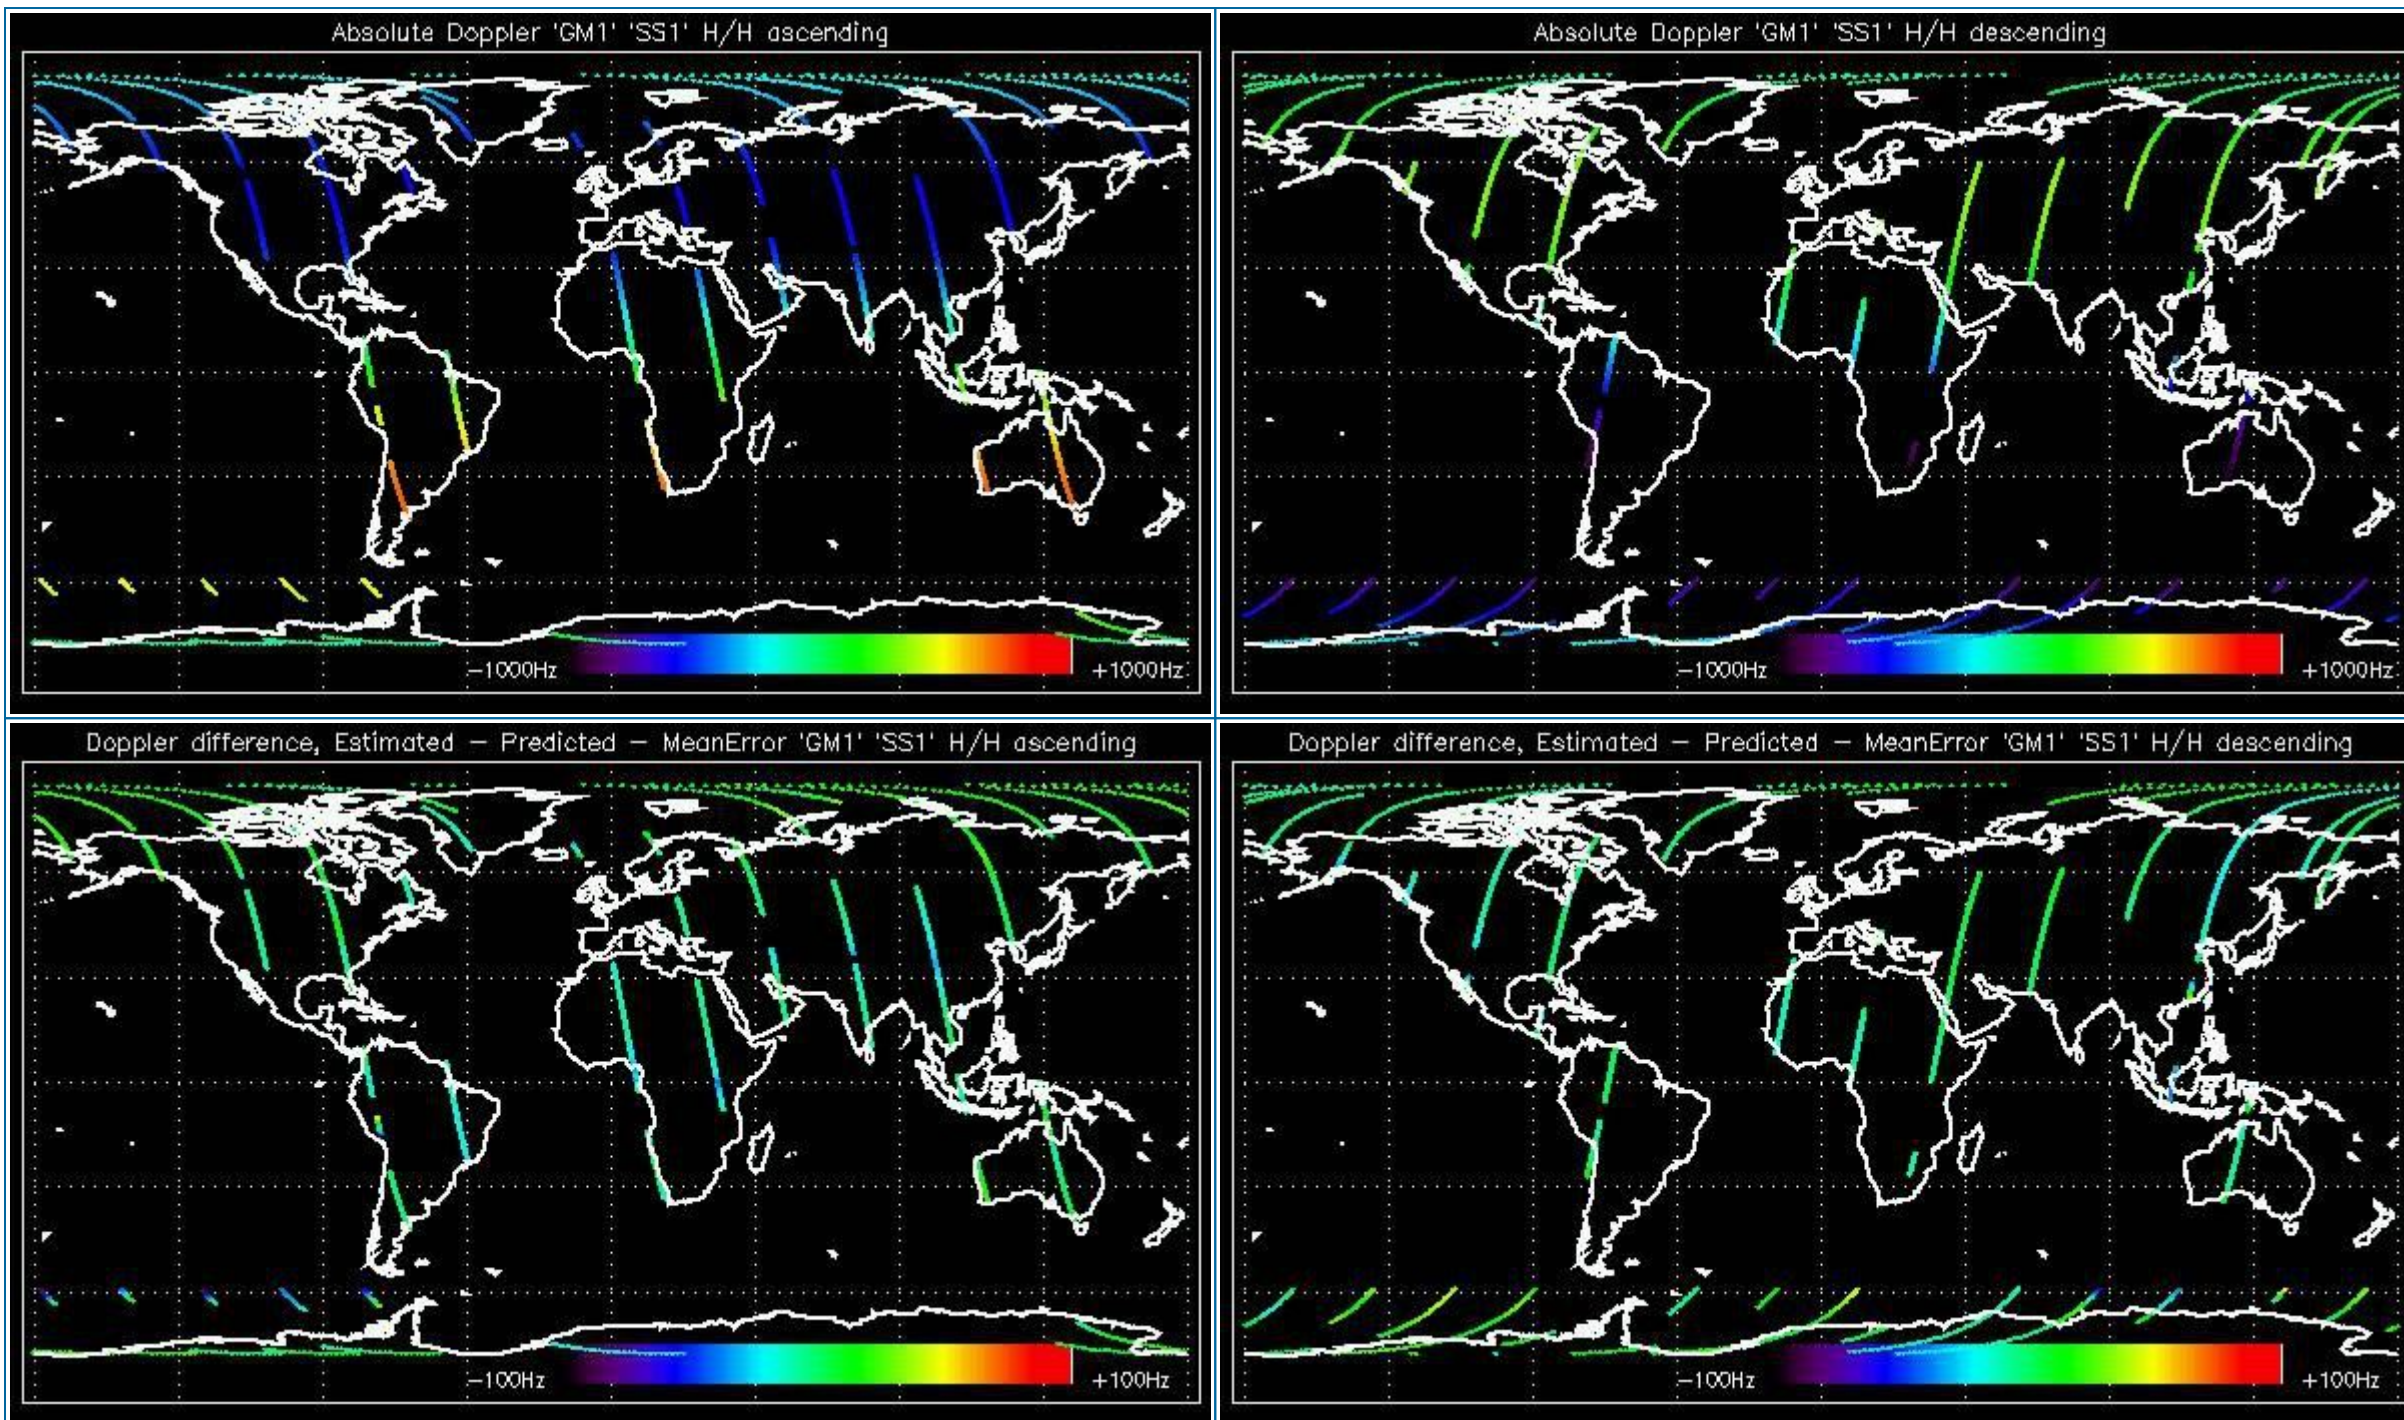 Absolute Doppler 'GM1' 'SS1' H/H ascending
-1000Hz
+1000Hz
Absolute Doppler 'GM1' 'SS1' H/H descending
-1000Hz
+1000Hz
Doppler difference, Estimated - Predicted - MeanError 'GM1' 'SS1' H/H ascending
-100Hz
+100Hz
Doppler difference, Estimated - Predicted - MeanError 'GM1' 'SS1' H/H descending
-100Hz
+100Hz